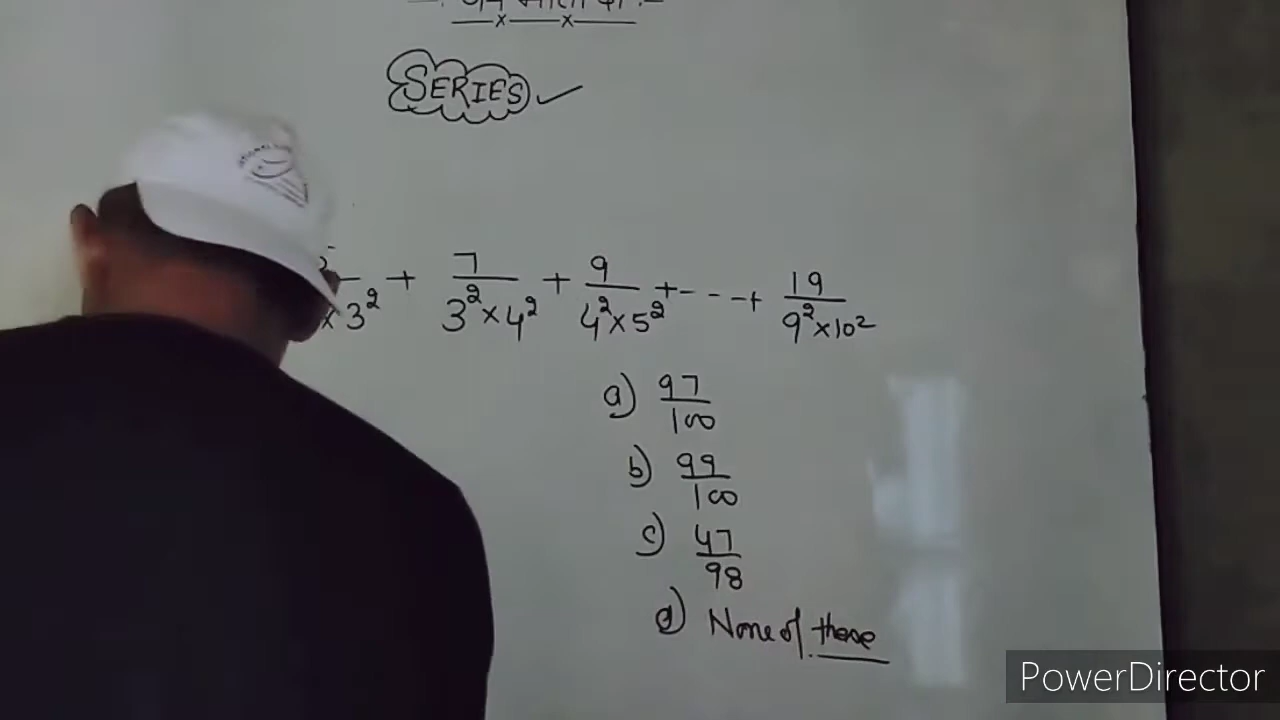 SERIES ✓
× 3² + 7/(3² × 4²) + 9/(4² × 5²) + - - - + 19/(9² × 10²)
a) 97/100
b) 99/100
c) 47/98
d) None of these
PowerDirector